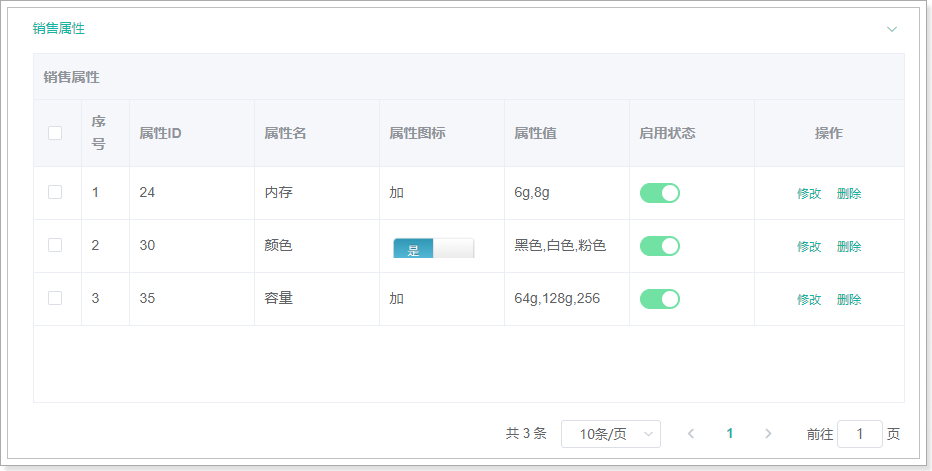 销售属性
销售属性
序号 属性ID 属性名 属性图标 属性值 启用状态 操作
1 24 内存 加 6g,8g 修改 删除
2 30 颜色 是 黑色,白色,粉色 修改 删除
3 35 容量 加 64g,128g,256 修改 删除
共 3 条 10条/页 1 前往 1 页